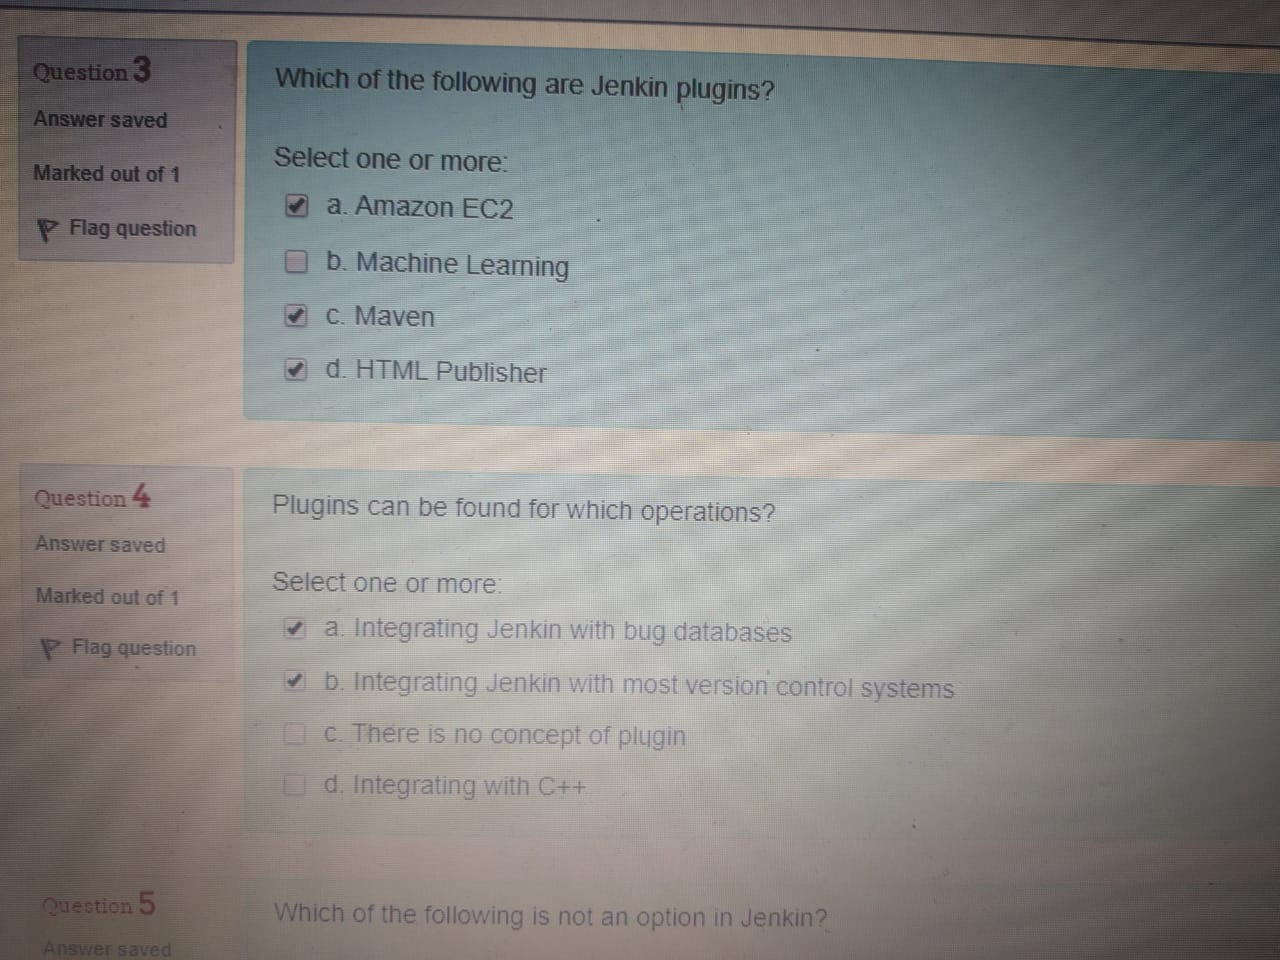 Question 3
Answer saved
Marked out of 1
Flag question
Which of the following are Jenkin plugins?
Select one or more:
a. Amazon EC2
b. Machine Learning
c. Maven
d. HTML Publisher
Question 4
Answer saved
Marked out of 1
Flag question
Plugins can be found for which operations?
Select one or more:
a. Integrating Jenkin with bug databases
b. Integrating Jenkin with most version control systems
c. There is no concept of plugin
d. Integrating with C++
Question 5
Answer saved
Which of the following is not an option in Jenkin?